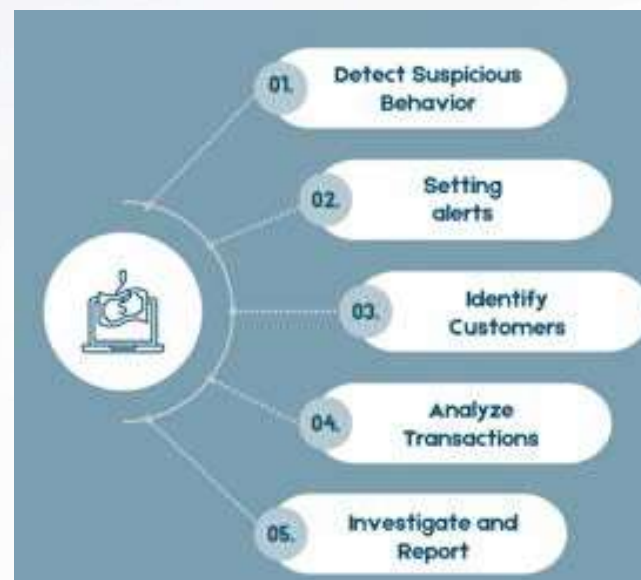 01.
Detect Suspicious
Behavior
02.
Setting
alerts
03.
Identify
Customers
04.
Analyze
Transactions
05.
Investigate and
Report